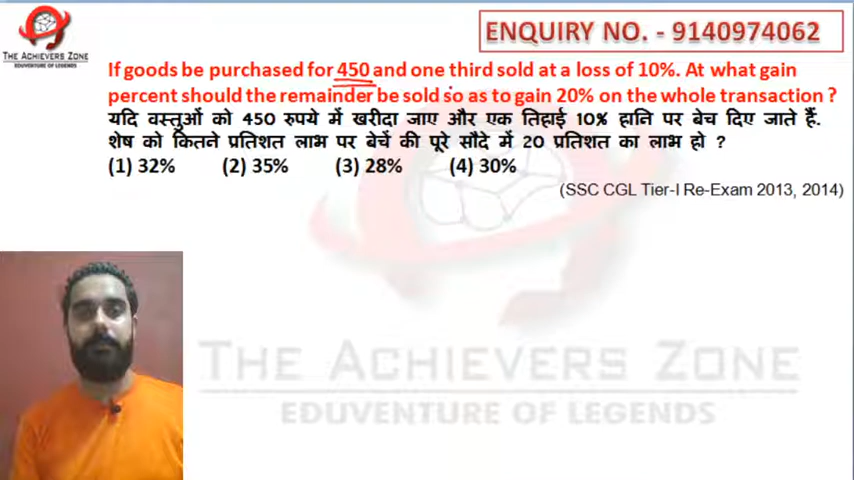 ENQUIRY NO. - 9140974062
THE ACHIEVERS ZONE
EDUVENTURE OF LEGENDS
If goods be purchased for 450 and one third sold at a loss of 10%. At what gain
percent should the remainder be sold so as to gain 20% on the whole transaction ?
यदि वस्तुओं को 450 रुपये में खरीदा जाए और एक तिहाई 10% हानि पर बेच दिए जाते हैं.
शेष को कितने प्रतिशत लाभ पर बेचें की पूरे सौदे में 20 प्रतिशत का लाभ हो ?
(1) 32% (2) 35% (3) 28% (4) 30%
(SSC CGL Tier-I Re-Exam 2013, 2014)
THE ACHIEVERS ZONE
EDUVENTURE OF LEGENDS